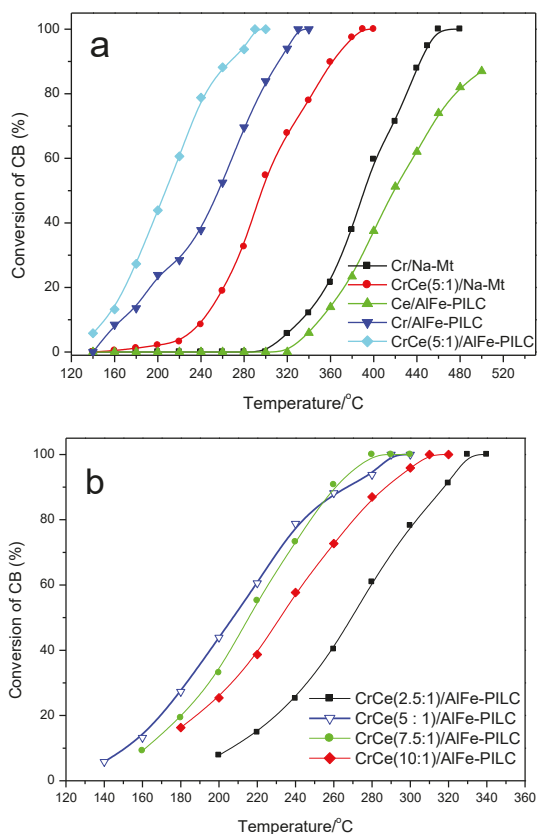 a
Conversion of CB (%)
100
80
60
40
20
0
Cr/Na-Mt
CrCe(5:1)/Na-Mt
Ce/AlFe-PILC
Cr/AlFe-PILC
CrCe(5:1)/AlFe-PILC
120 160 200 240 280 320 360 400 440 480 520
Temperature/°C
b
Conversion of CB (%)
100
80
60
40
20
0
CrCe(2.5:1)/AlFe-PILC
CrCe(5 : 1)/AlFe-PILC
CrCe(7.5:1)/AlFe-PILC
CrCe(10:1)/AlFe-PILC
120 140 160 180 200 220 240 260 280 300 320 340 360
Temperature/°C